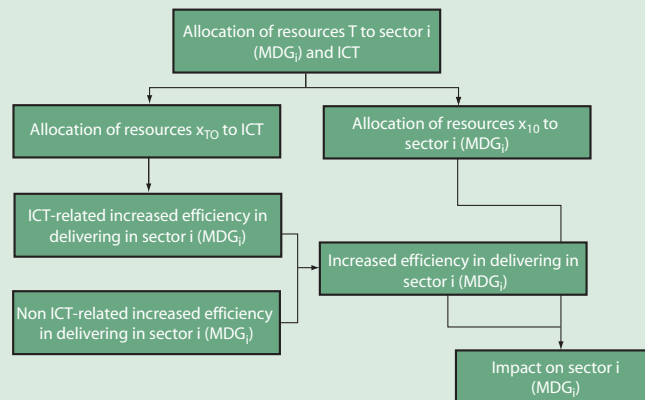 Allocation of resources T to sector i
(MDGi) and ICT
Allocation of resources xTO to ICT
Allocation of resources x10 to
sector i (MDGi)
ICT-related increased efficiency in
delivering in sector i (MDGi)
Increased efficiency in delivering in
sector i (MDGi)
Non ICT-related increased efficiency
in delivering in sector i (MDGi)
Impact on sector i
(MDGi)